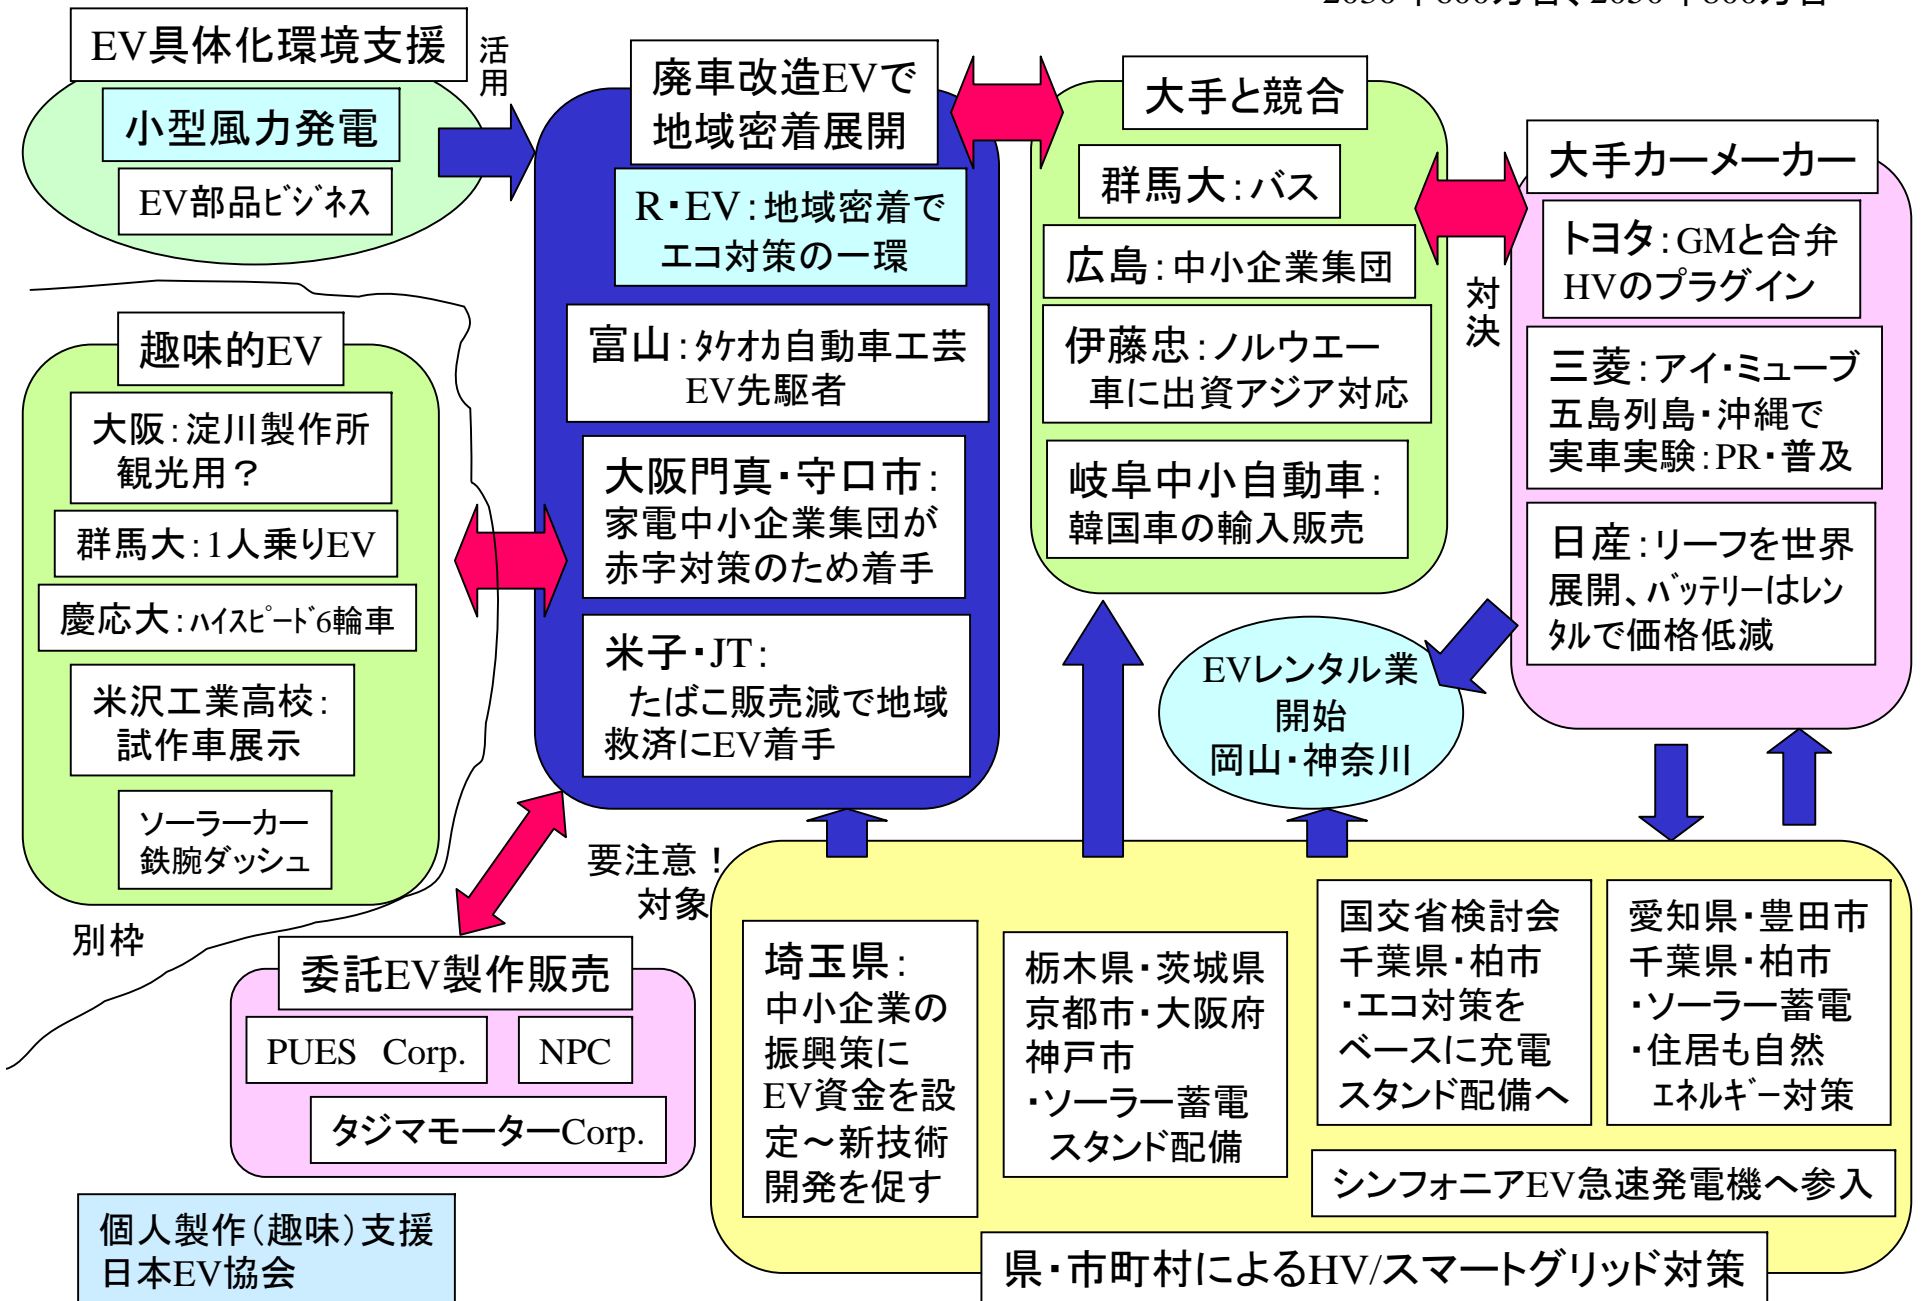 EV具体化環境支援
小型風力発電
EV部品ビジネス
活
用
廃車改造EVで
地域密着展開
R・EV:地域密着で
エコ対策の一環
富山:タケオカ自動車工芸
EV先駆者
大阪門真・守口市:
家電中小企業集団が
赤字対策のため着手
米子・JT:
たばこ販売減で地域
救済にEV着手
大手と競合
群馬大:バス
広島:中小企業集団
伊藤忠:ノルウエー
車に出資アジア対応
岐阜中小自動車:
韓国車の輸入販売
対
決
大手カーメーカー
トヨタ:GMと合弁
HVのプラグイン
三菱:アイ・ミューブ
五島列島・沖縄で
実車実験:PR・普及
日産:リーフを世界
展開、バッテリーはレン
タルで価格低減
EVレンタル業
開始
岡山・神奈川
趣味的EV
大阪:淀川製作所
観光用?
群馬大:1人乗りEV
慶応大:ハイスピード6輪車
米沢工業高校:
試作車展示
ソーラーカー
鉄腕ダッシュ
別枠
要注意!
対象
委託EV製作販売
PUES Corp.
NPC
タジマモーターCorp.
個人製作(趣味)支援
日本EV協会
埼玉県:
中小企業の
振興策に
EV資金を設
定~新技術
開発を促す
栃木県・茨城県
京都市・大阪府
神戸市
・ソーラー蓄電
スタンド配備
国交省検討会
千葉県・柏市
・エコ対策を
ベースに充電
スタンド配備へ
愛知県・豊田市
千葉県・柏市
・ソーラー蓄電
・住居も自然
エネルギー対策
シンフォニアEV急速発電機へ参入
県・市町村によるHV/スマートグリッド対策